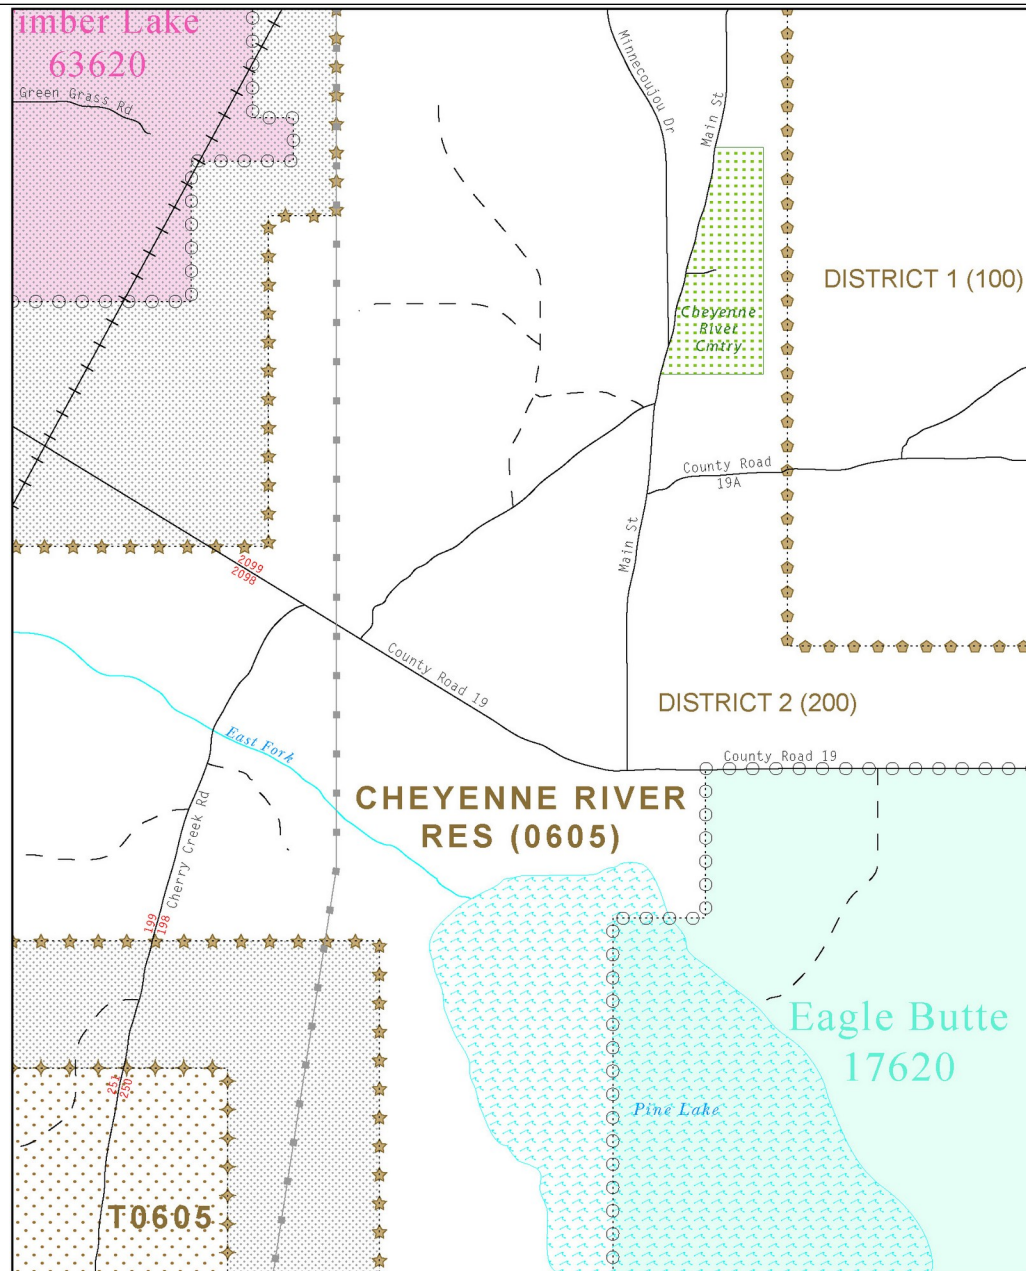 imber Lake
63620
Green Grass Rd
Minnecoujou Dr
Main St
DISTRICT 1 (100)
Cheyenne
River
Cmtry
County Road
19A
Main St
2099
2098
County Road 19
DISTRICT 2 (200)
East Fork
County Road 19
CHEYENNE RIVER
RES (0605)
Cherry Creek Rd
199
198
Eagle Butte
17620
251
250
Pine Lake
T0605